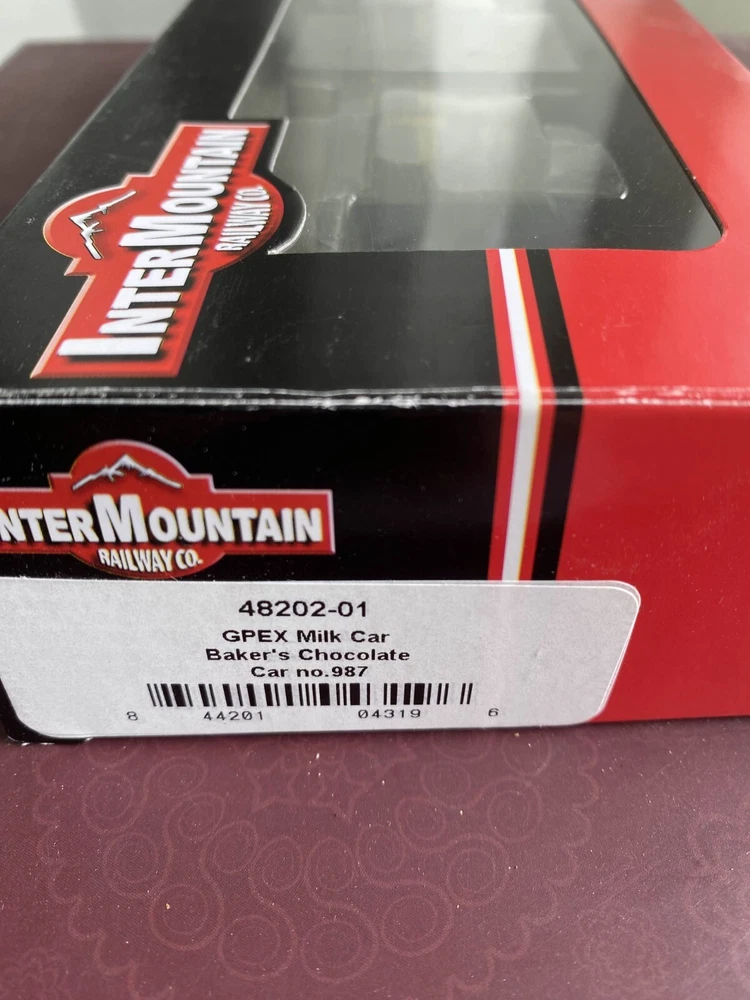 INTERMOUNTAIN
RAILWAY CO.
NTERMOUNTAIN
RAILWAY CO.
48202-01
GPEX Milk Car
Baker's Chocolate
Car no.987
8 44201 04319 6